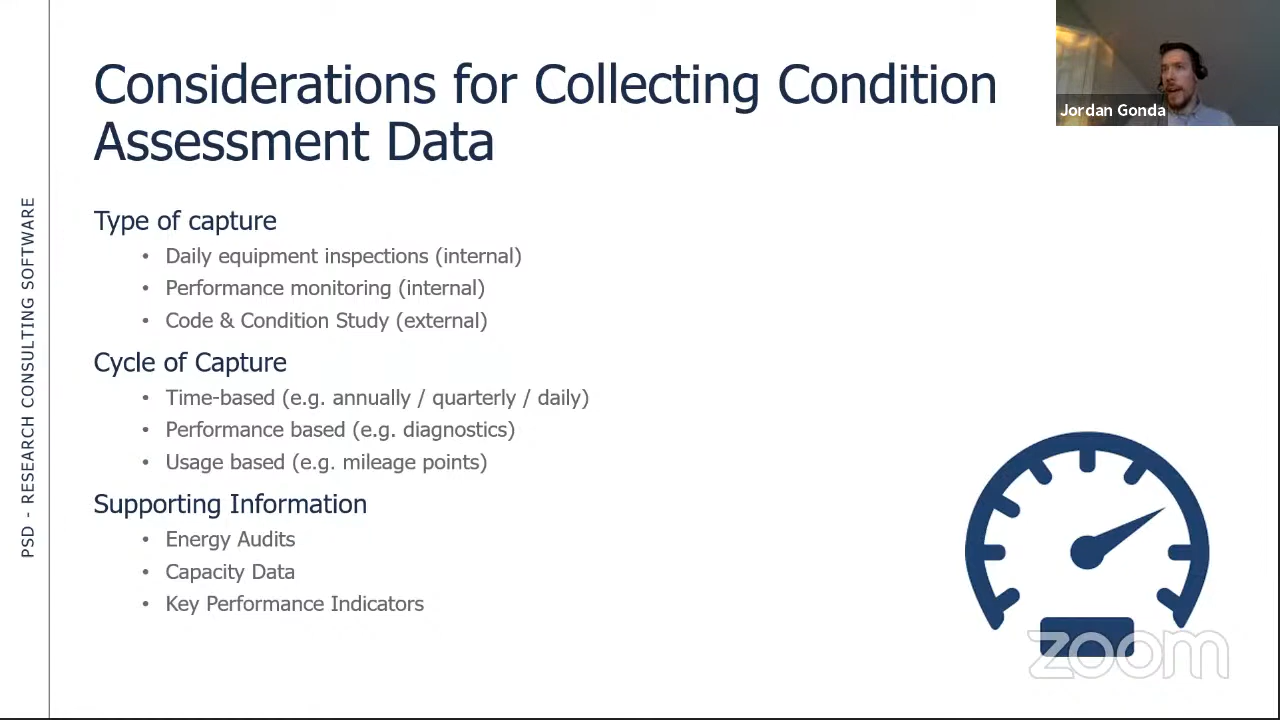 Considerations for Collecting Condition
Assessment Data
Jordan Gonda
PSD - RESEARCH CONSULTING SOFTWARE
Type of capture
• Daily equipment inspections (internal)
• Performance monitoring (internal)
• Code & Condition Study (external)
Cycle of Capture
• Time-based (e.g. annually / quarterly / daily)
• Performance based (e.g. diagnostics)
• Usage based (e.g. mileage points)
Supporting Information
• Energy Audits
• Capacity Data
• Key Performance Indicators
zoom